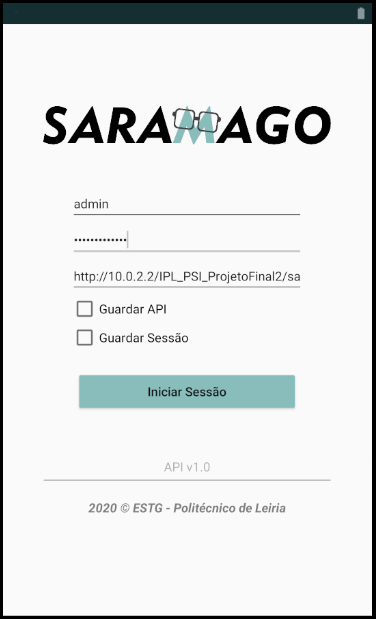 SARAMAGO
admin
•••••••••••••
http://10.0.2.2/IPL_PSI_ProjetoFinal2/sa
Guardar API
Guardar Sessão
Iniciar Sessão
API v1.0
2020 © ESTG - Politécnico de Leiria